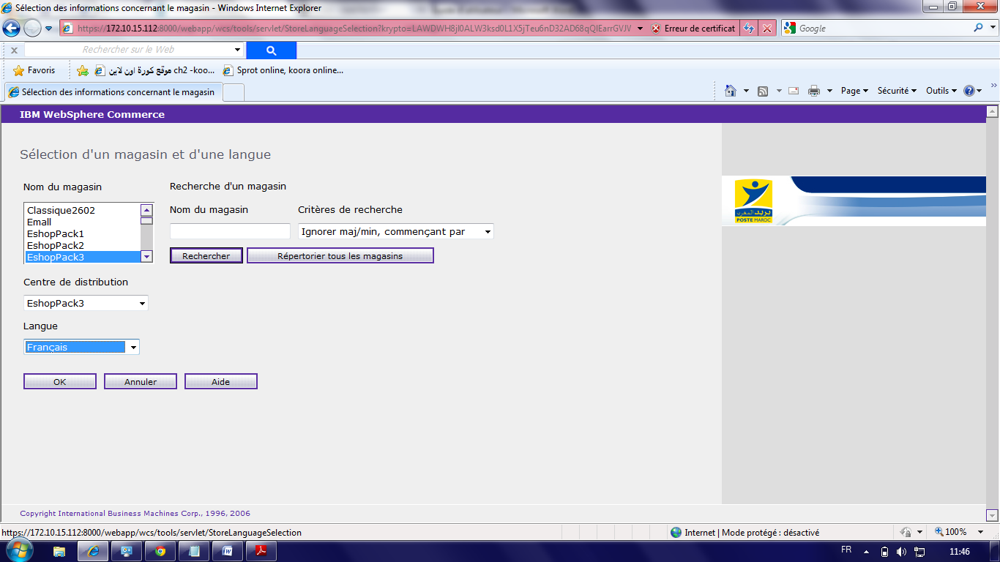 Sélection des informations concernant le magasin - Windows Internet Explorer
https://172.10.15.112:8000/webapp/wcs/tools/servlet/StoreLanguageSelection?krypto=
Erreur de certificat
Google
Rechercher sur le Web
Favoris
موقع كورة اون لاين ch2 -koo...
Sprot online, koora online...
Sélection des informations concernant le magasin
Page
Sécurité
Outils
IBM WebSphere Commerce
Sélection d'un magasin et d'une langue
Nom du magasin
Classique2602
Emall
EshopPack1
EshopPack2
EshopPack3
Recherche d'un magasin
Nom du magasin
Critères de recherche
Ignorer maj/min, commençant par
Rechercher
Répertorier tous les magasins
Centre de distribution
EshopPack3
Langue
Français
OK
Annuler
Aide
بريد المغرب
POSTE MAROC
Copyright International Business Machines Corp., 1996, 2006
https://172.10.15.112:8000/webapp/wcs/tools/servlet/StoreLanguageSelection
Internet | Mode protégé : désactivé
100%
FR
11:46